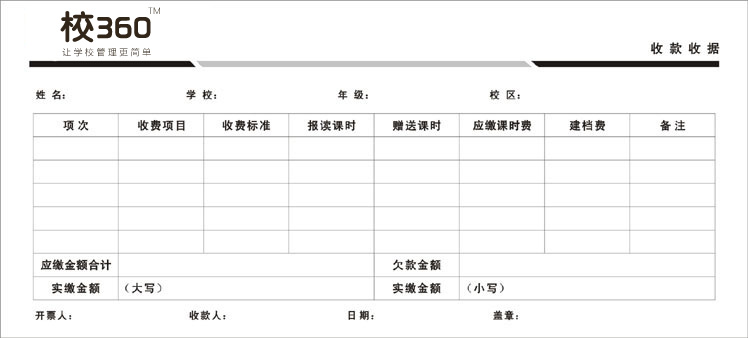 校360™
让学校管理更简单
收款收据
姓名： 学校： 年级： 校区：
项次 收费项目 收费标准 报读课时 赠送课时 应缴课时费 建档费 备注
应缴金额合计 欠款金额
实缴金额 （大写） 实缴金额 （小写）
开票人： 收款人： 日期： 盖章：